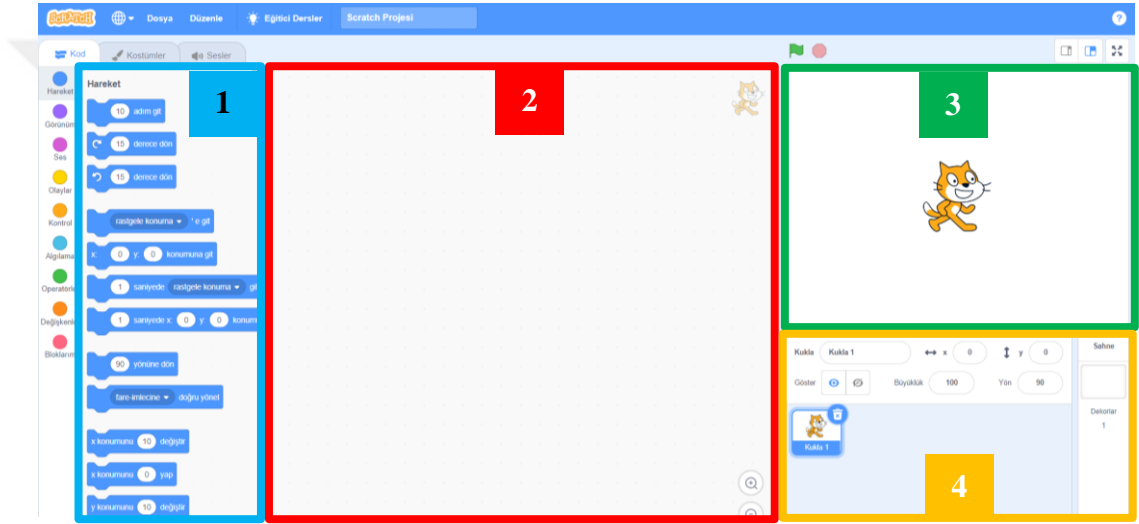 SCRATCH Dosya Düzenle Eğitici Dersler Scratch Projesi ?
Kod Kostümler Sesler
Hareket
Görünüm
Ses
Olaylar
Kontrol
Algılama
Operatörle
Değişkenl
Bloklarım
Hareket
1
10 adım git
15 derece dön
15 derece dön
rastgele konuma ' e git
x: 0 y: 0 konumuna git
1 saniyede rastgele konuma gi
1 saniyede x: 0 y: 0 konum
90 yönüne dön
fare-imlecine doğru yönel
x konumunu 10 değiştir
x konumunu 0 yap
y konumunu 10 değiştir
2
3
Kukla Kukla 1 x 0 y 0
Göster Büyüklük 100 Yön 90
Kukla 1
Sahne
Dekorlar
1
4